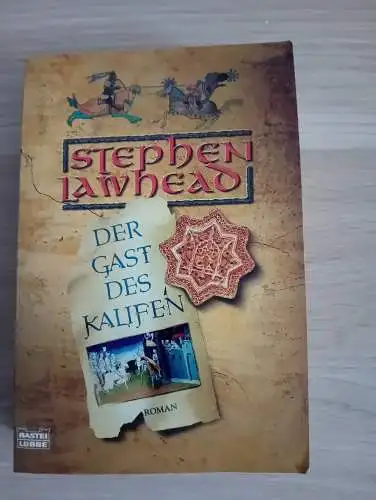 STEPHEN
LAWHEAD
DER
GAST
DES
KALIFEN
ROMAN
BASTEI
LÜBBE